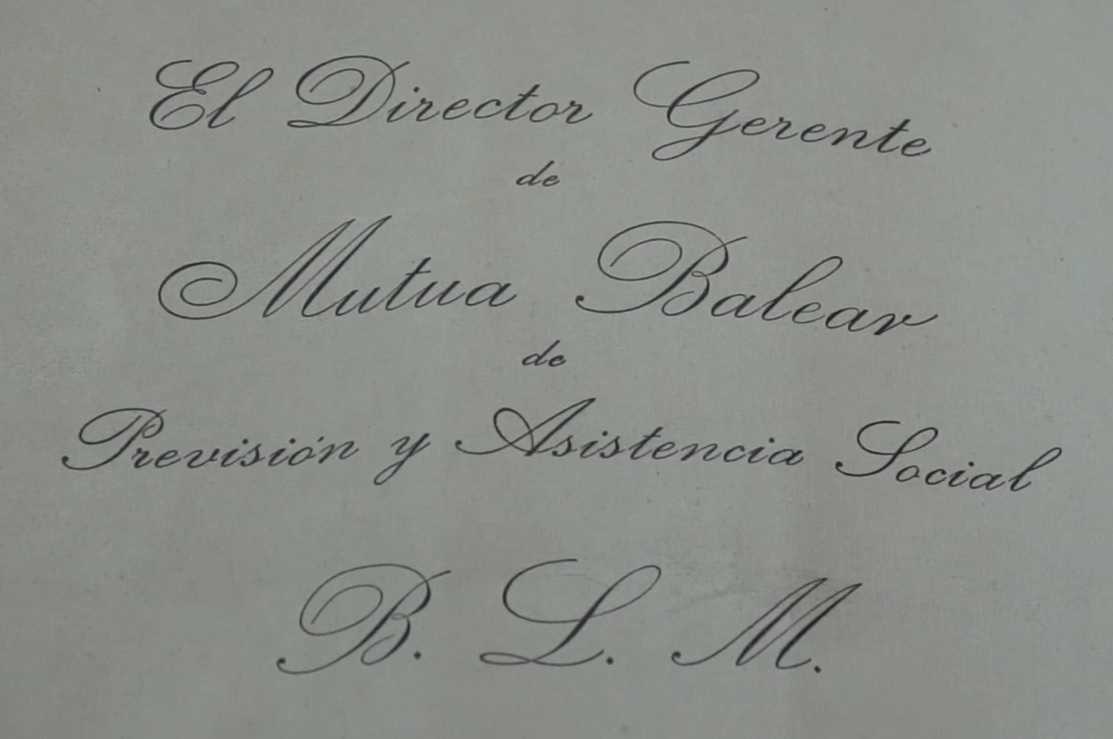 El Director Gerente
de
Mutua Balear
de
Previsión y Asistencia Social
B. L. M.